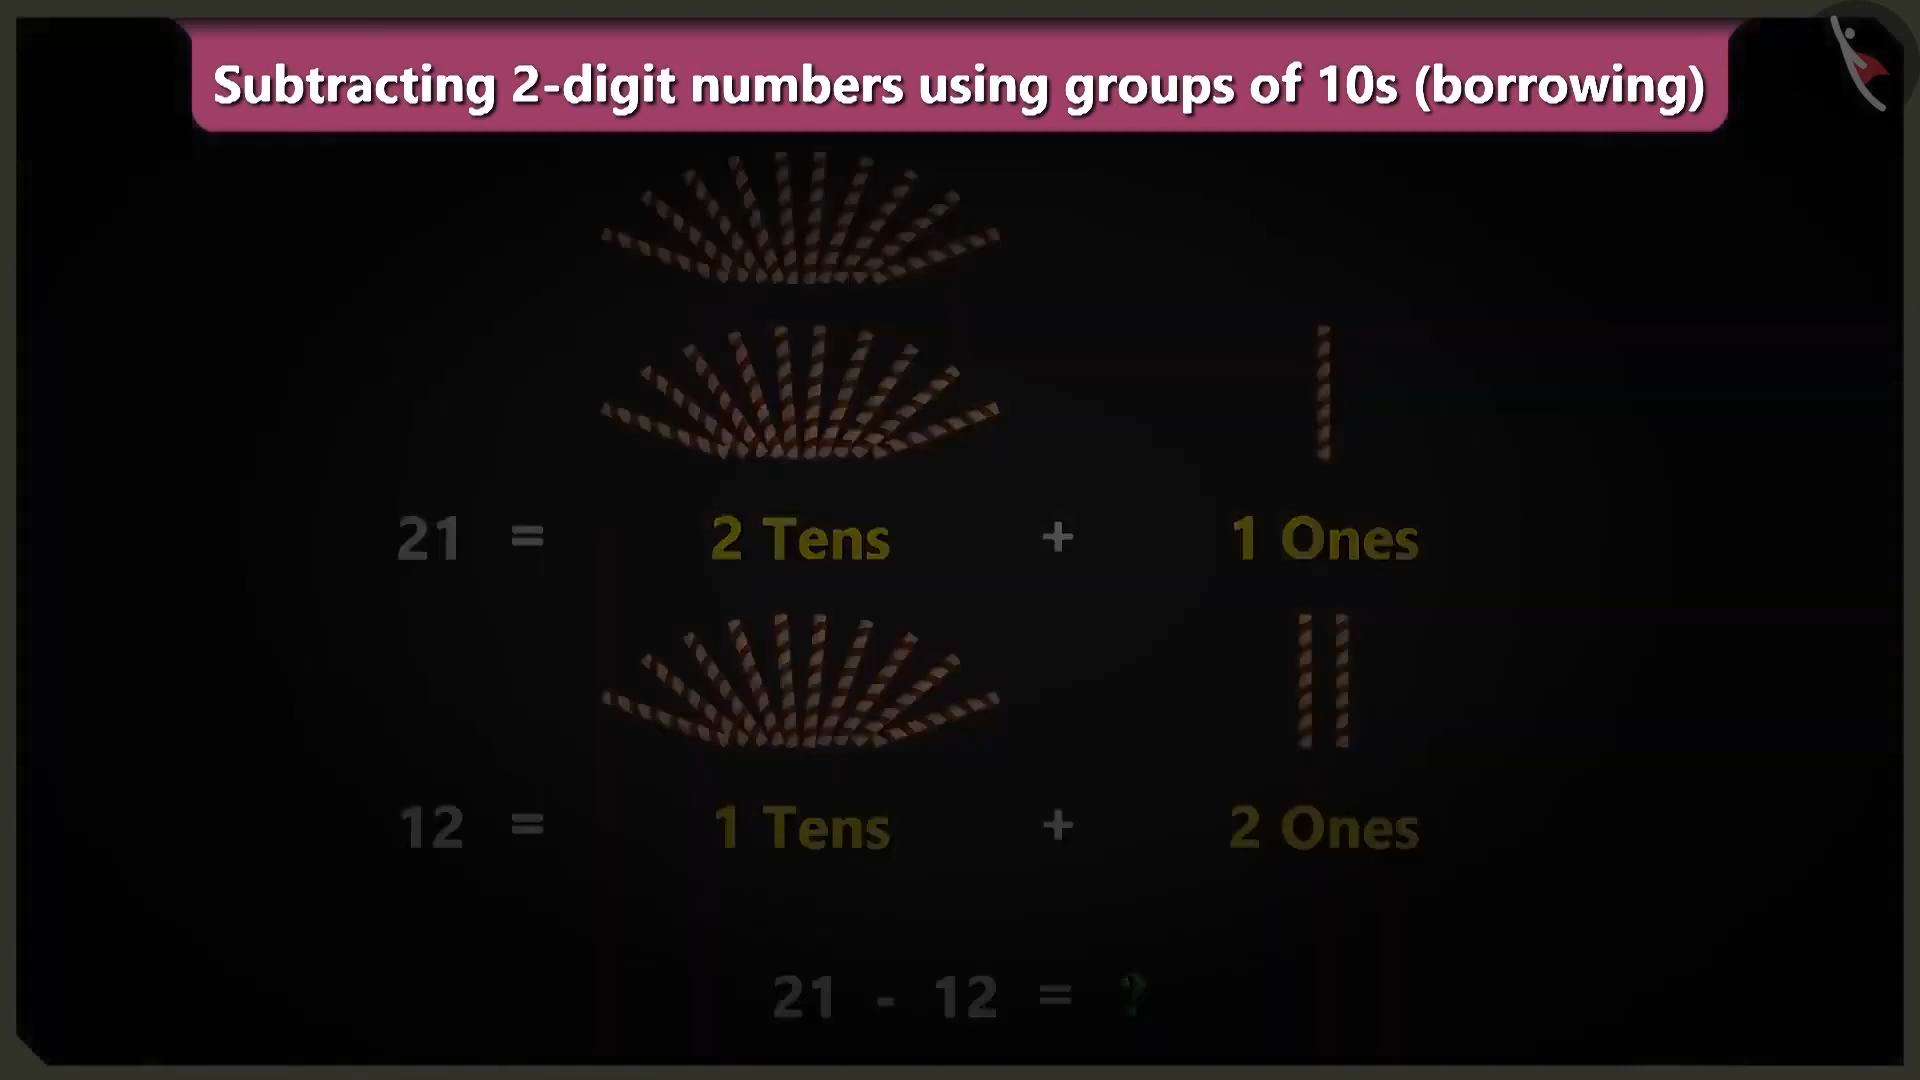 Subtracting 2-digit numbers using groups of 10s (borrowing)
21 = 2 Tens + 1 Ones
12 = 1 Tens + 2 Ones
21 - 12 = ?